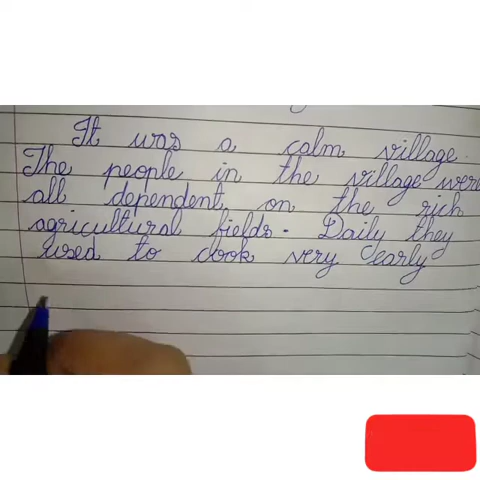 It was a calm village.
The people in the village were
all dependent on the rich
agricultural fields. Daily they
used to cook very early